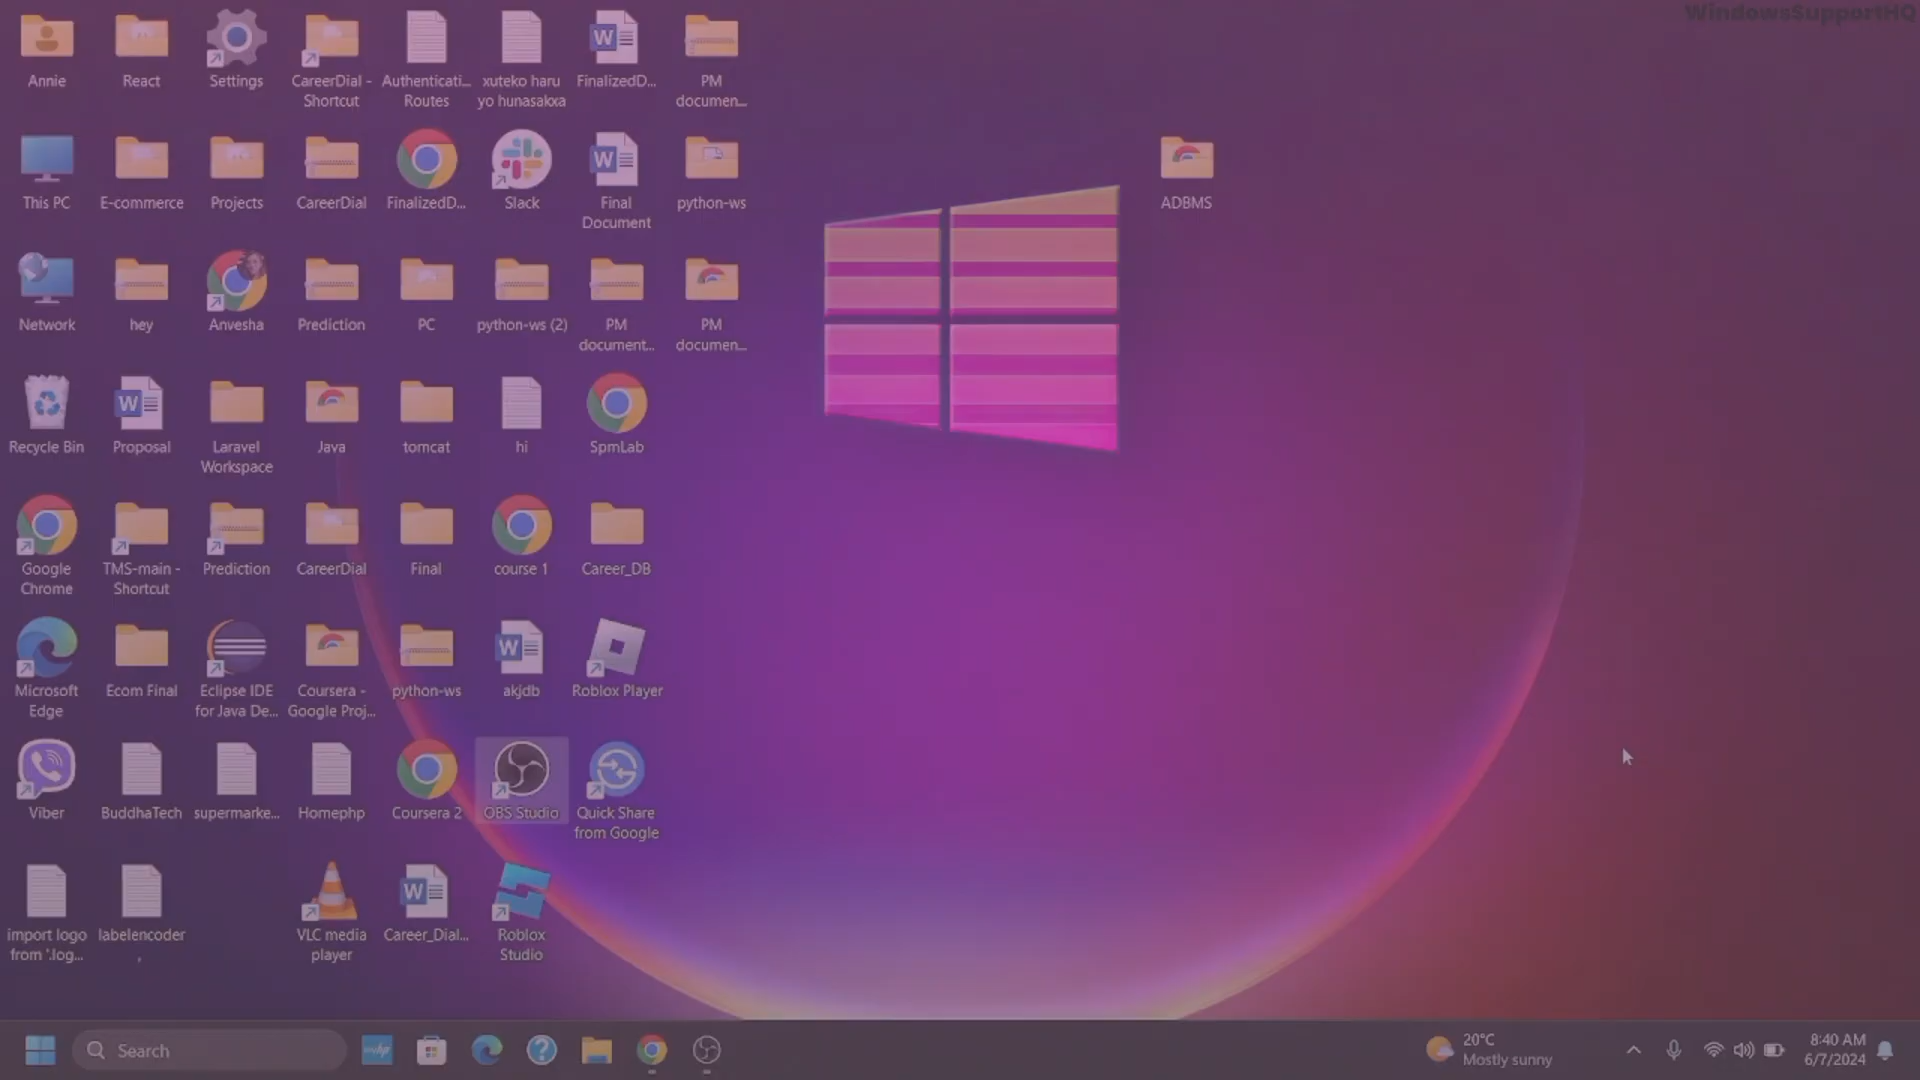 WindowsSupportHQ
Annie
React
Settings
CareerDial -
Shortcut
Authenticati...
Routes
xuteko haru
yo hunasakxa
FinalizedD...
PM
documen...
This PC
E-commerce
Projects
CareerDial
FinalizedD...
Slack
Final
Document
python-ws
ADBMS
Network
hey
Anvesha
Prediction
PC
python-ws (2)
PM
document...
PM
documen...
Recycle Bin
Proposal
Laravel
Workspace
Java
tomcat
hi
SpmLab
Google
Chrome
TMS-main -
Shortcut
Prediction
CareerDial
Final
course 1
Career_DB
Microsoft
Edge
Ecom Final
Eclipse IDE
for Java De...
Coursera -
Google Proj...
python-ws
akjdb
Roblox Player
Viber
BuddhaTech
supermarke...
Homephp
Coursera 2
OBS Studio
Quick Share
from Google
import logo
from '.log...
labelencoder
,
VLC media
player
Career_Dial...
Roblox
Studio
Search
myhp
20°C
Mostly sunny
8:40 AM
6/7/2024